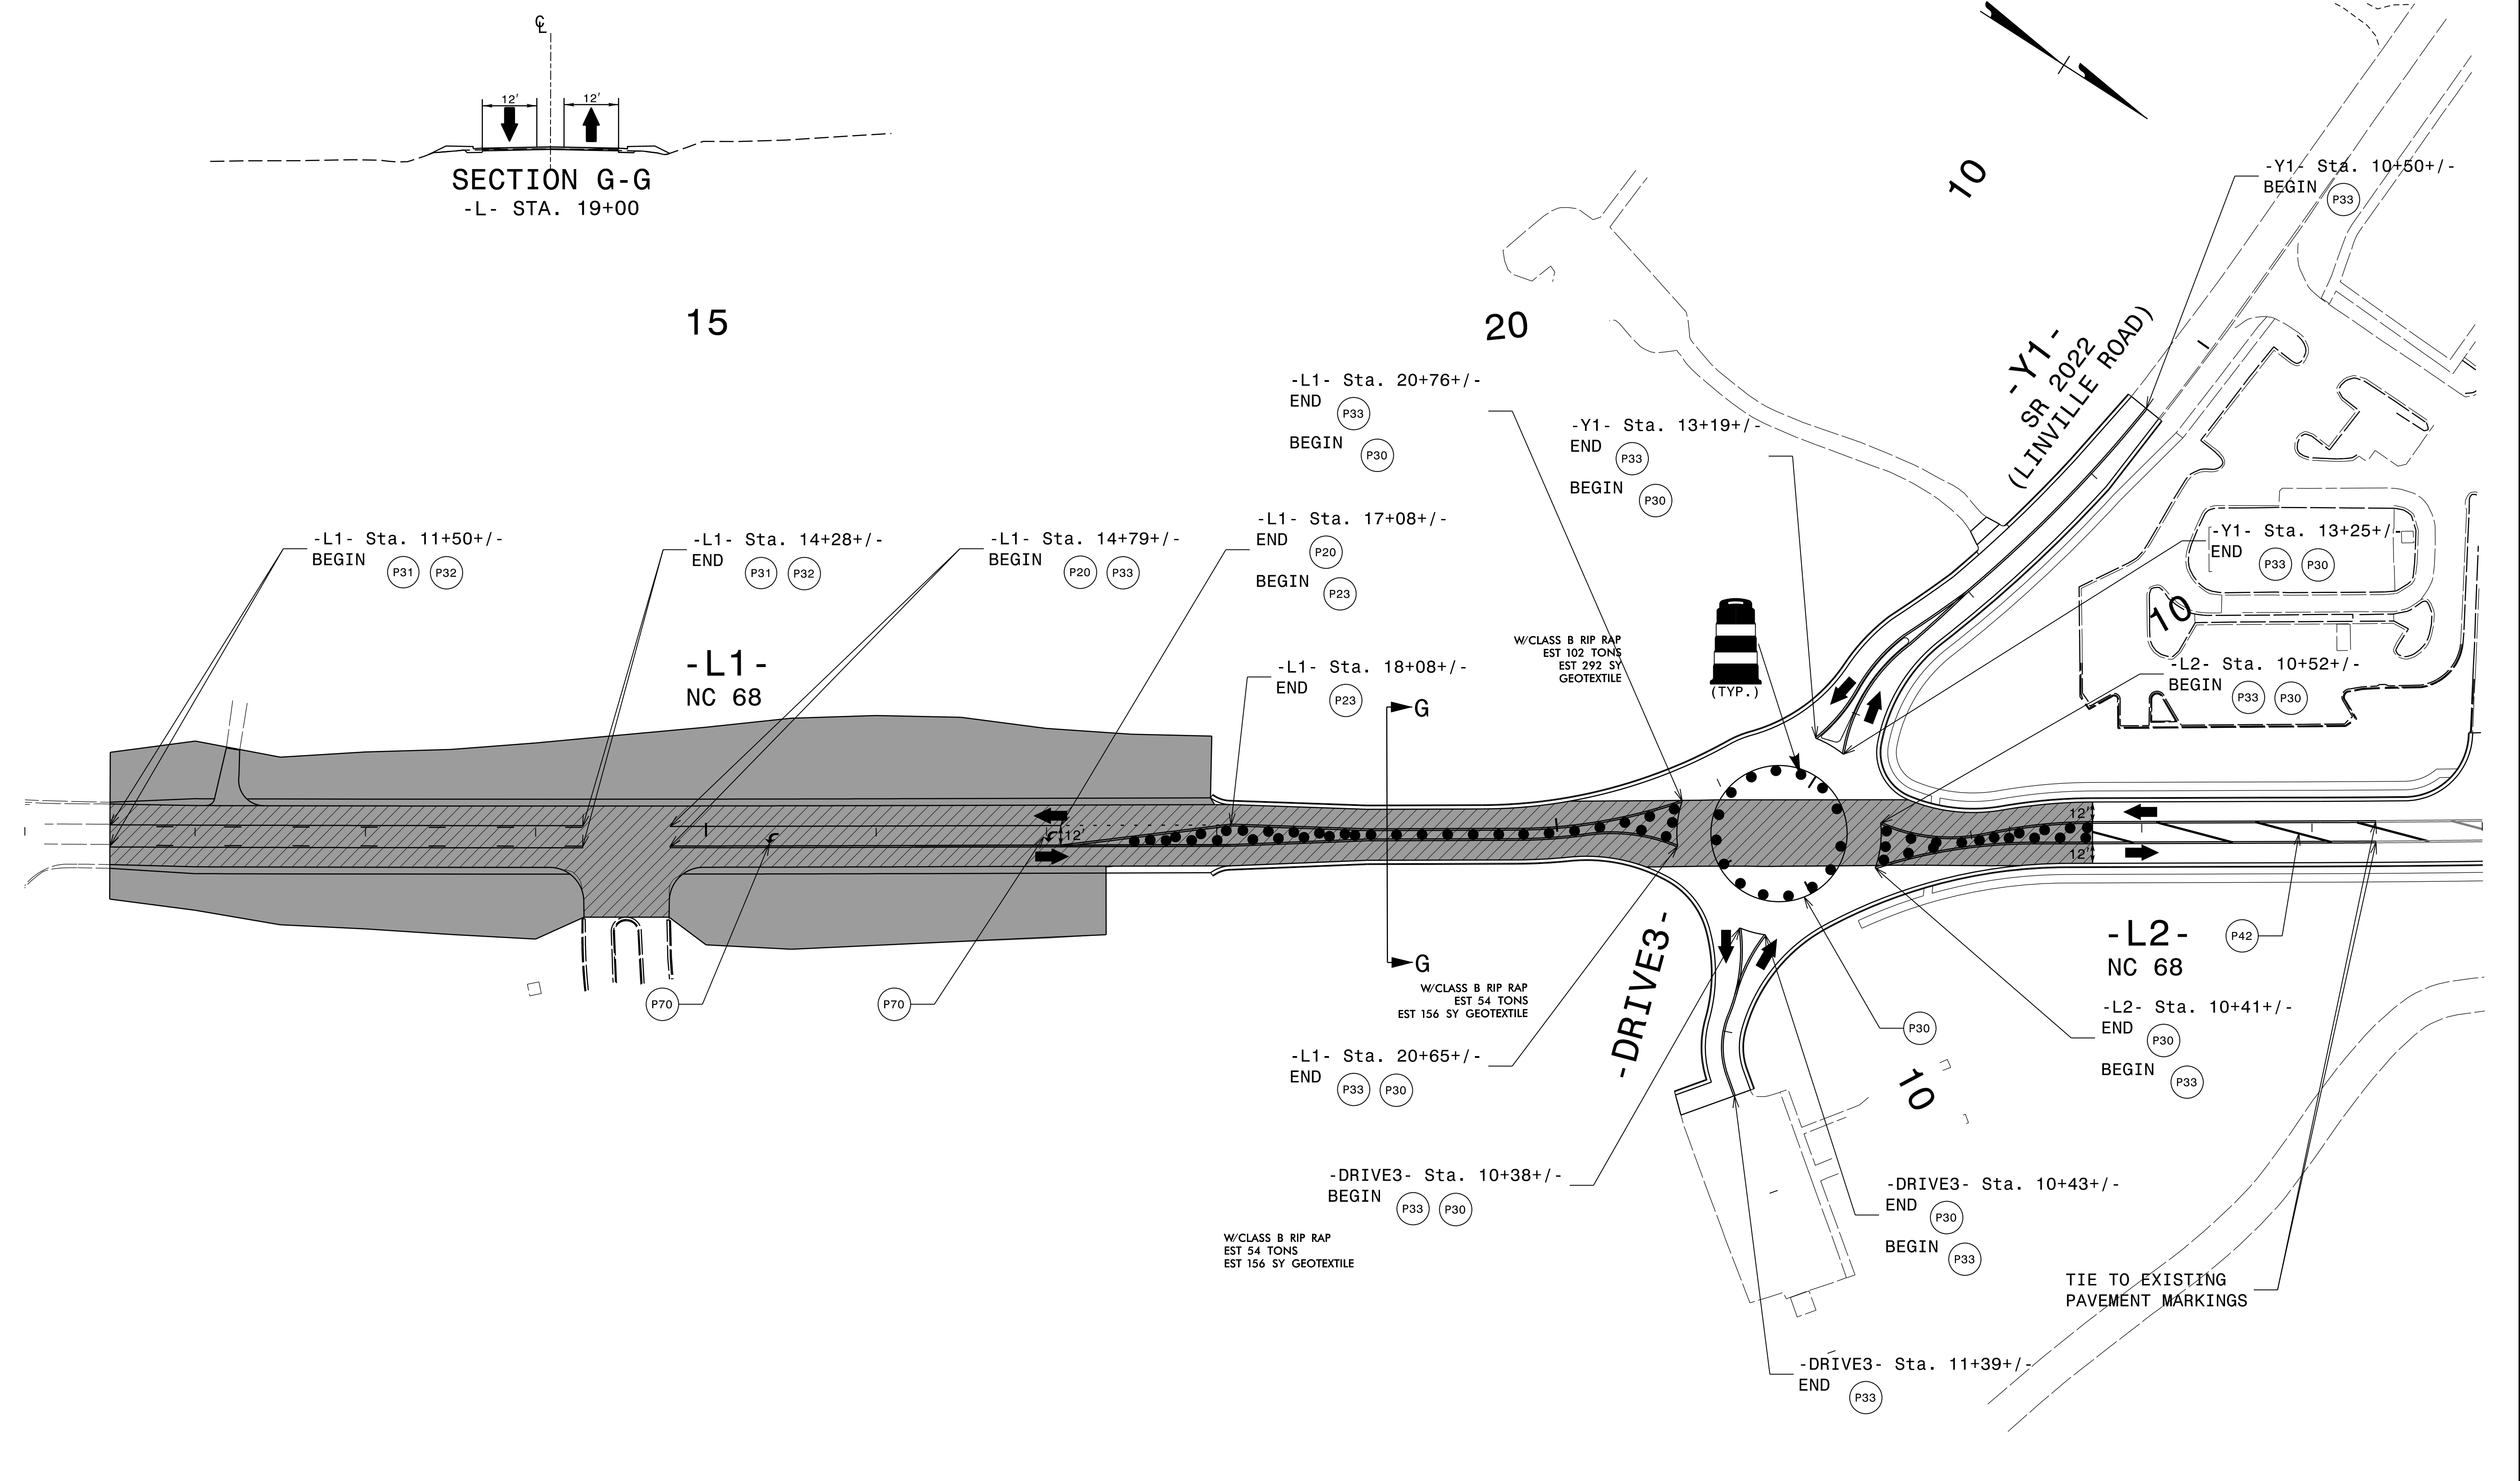 ℄
12'
12'
SECTION G-G
-L- STA. 19+00
15
20
10
-Y1- Sta. 10+50+/-
BEGIN
P33
-Y1-
SR 2022
(LINVILLE ROAD)
-L1- Sta. 20+76+/-
END
P33
BEGIN
P30
-Y1- Sta. 13+19+/-
END
P33
BEGIN
P30
-L1- Sta. 11+50+/-
BEGIN
P31 P32
-L1- Sta. 14+28+/-
END
P31 P32
-L1- Sta. 14+79+/-
BEGIN
P20 P33
-L1- Sta. 17+08+/-
END
P20
BEGIN
P23
-Y1- Sta. 13+25+/-
END
P33 P30
10
-L1-
NC 68
-L1- Sta. 18+08+/-
END
P23
W/CLASS B RIP RAP
EST 102 TONS
EST 292 SY
GEOTEXTILE
(TYP.)
-L2- Sta. 10+52+/-
BEGIN
P33 P30
G
12'
12'
12'
G
P70
P70
W/CLASS B RIP RAP
EST 54 TONS
EST 156 SY GEOTEXTILE
-DRIVE3-
-L2-
NC 68
P42
P30
-L2- Sta. 10+41+/-
END
P30
BEGIN
P33
-L1- Sta. 20+65+/-
END
P33 P30
10
-DRIVE3- Sta. 10+38+/-
BEGIN
P33 P30
-DRIVE3- Sta. 10+43+/-
END
P30
BEGIN
P33
W/CLASS B RIP RAP
EST 54 TONS
EST 156 SY GEOTEXTILE
TIE TO EXISTING
PAVEMENT MARKINGS
-DRIVE3- Sta. 11+39+/-
END
P33